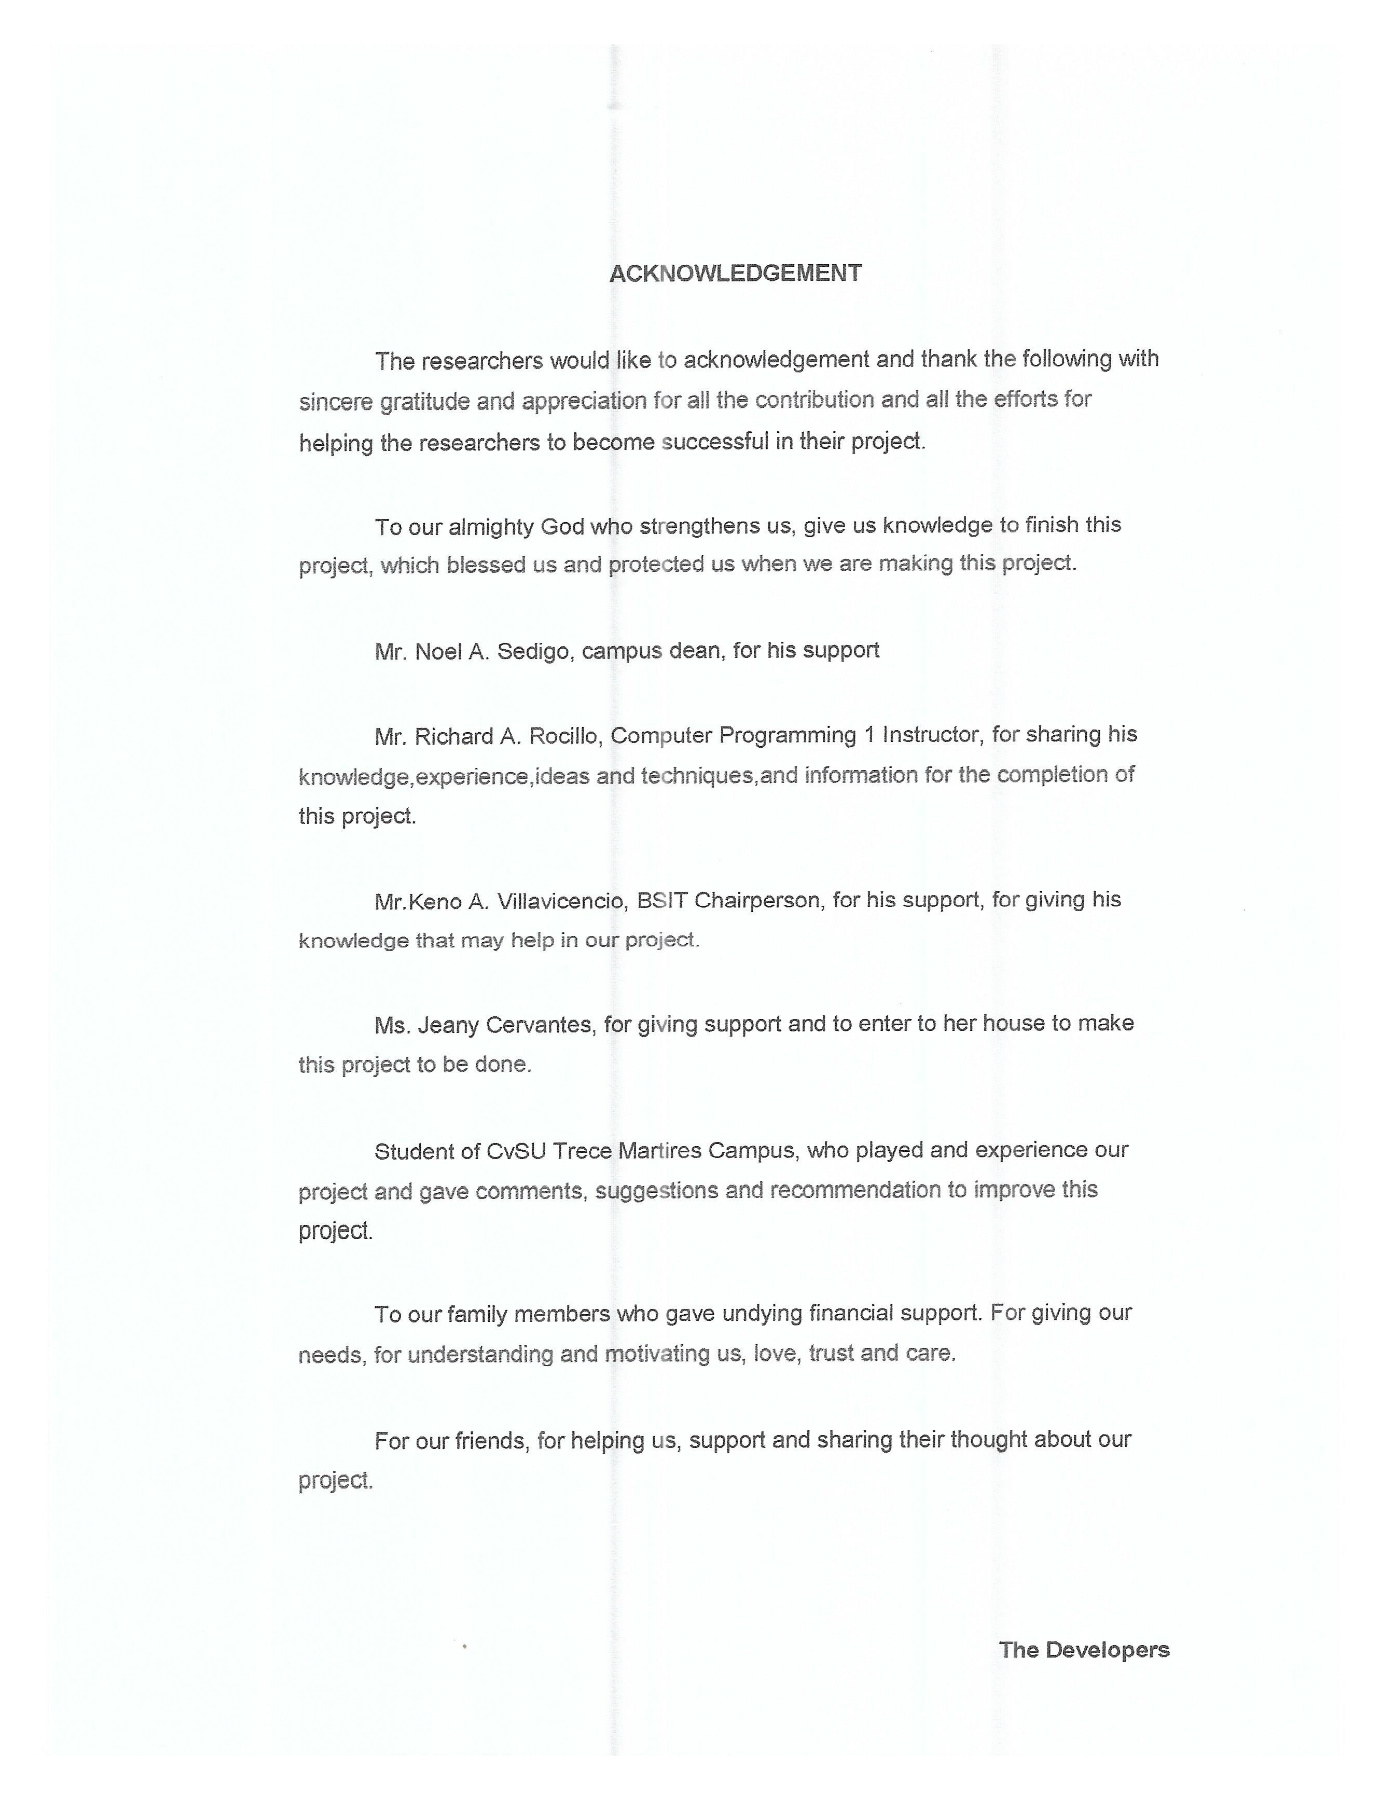 ACKNOWLEDGEMENT
The researchers would like to acknowledgement and thank the following with
sincere gratitude and appreciation for all the contribution and all the efforts for
helping the researchers to become successful in their project.
To our almighty God who strengthens us, give us knowledge to finish this
project, which blessed us and protected us when we are making this project.
Mr. Noel A. Sedigo, campus dean, for his support
Mr. Richard A. Rocillo, Computer Programming 1 Instructor, for sharing his
knowledge,experience,ideas and techniques,and information for the completion of
this project.
Mr.Keno A. Villavicencio, BSIT Chairperson, for his support, for giving his
knowledge that may help in our project.
Ms. Jeany Cervantes, for giving support and to enter to her house to make
this project to be done.
Student of CvSU Trece Martires Campus, who played and experience our
project and gave comments, suggestions and recommendation to improve this
project.
To our family members who gave undying financial support. For giving our
needs, for understanding and motivating us, love, trust and care.
For our friends, for helping us, support and sharing their thought about our
project.
The Developers